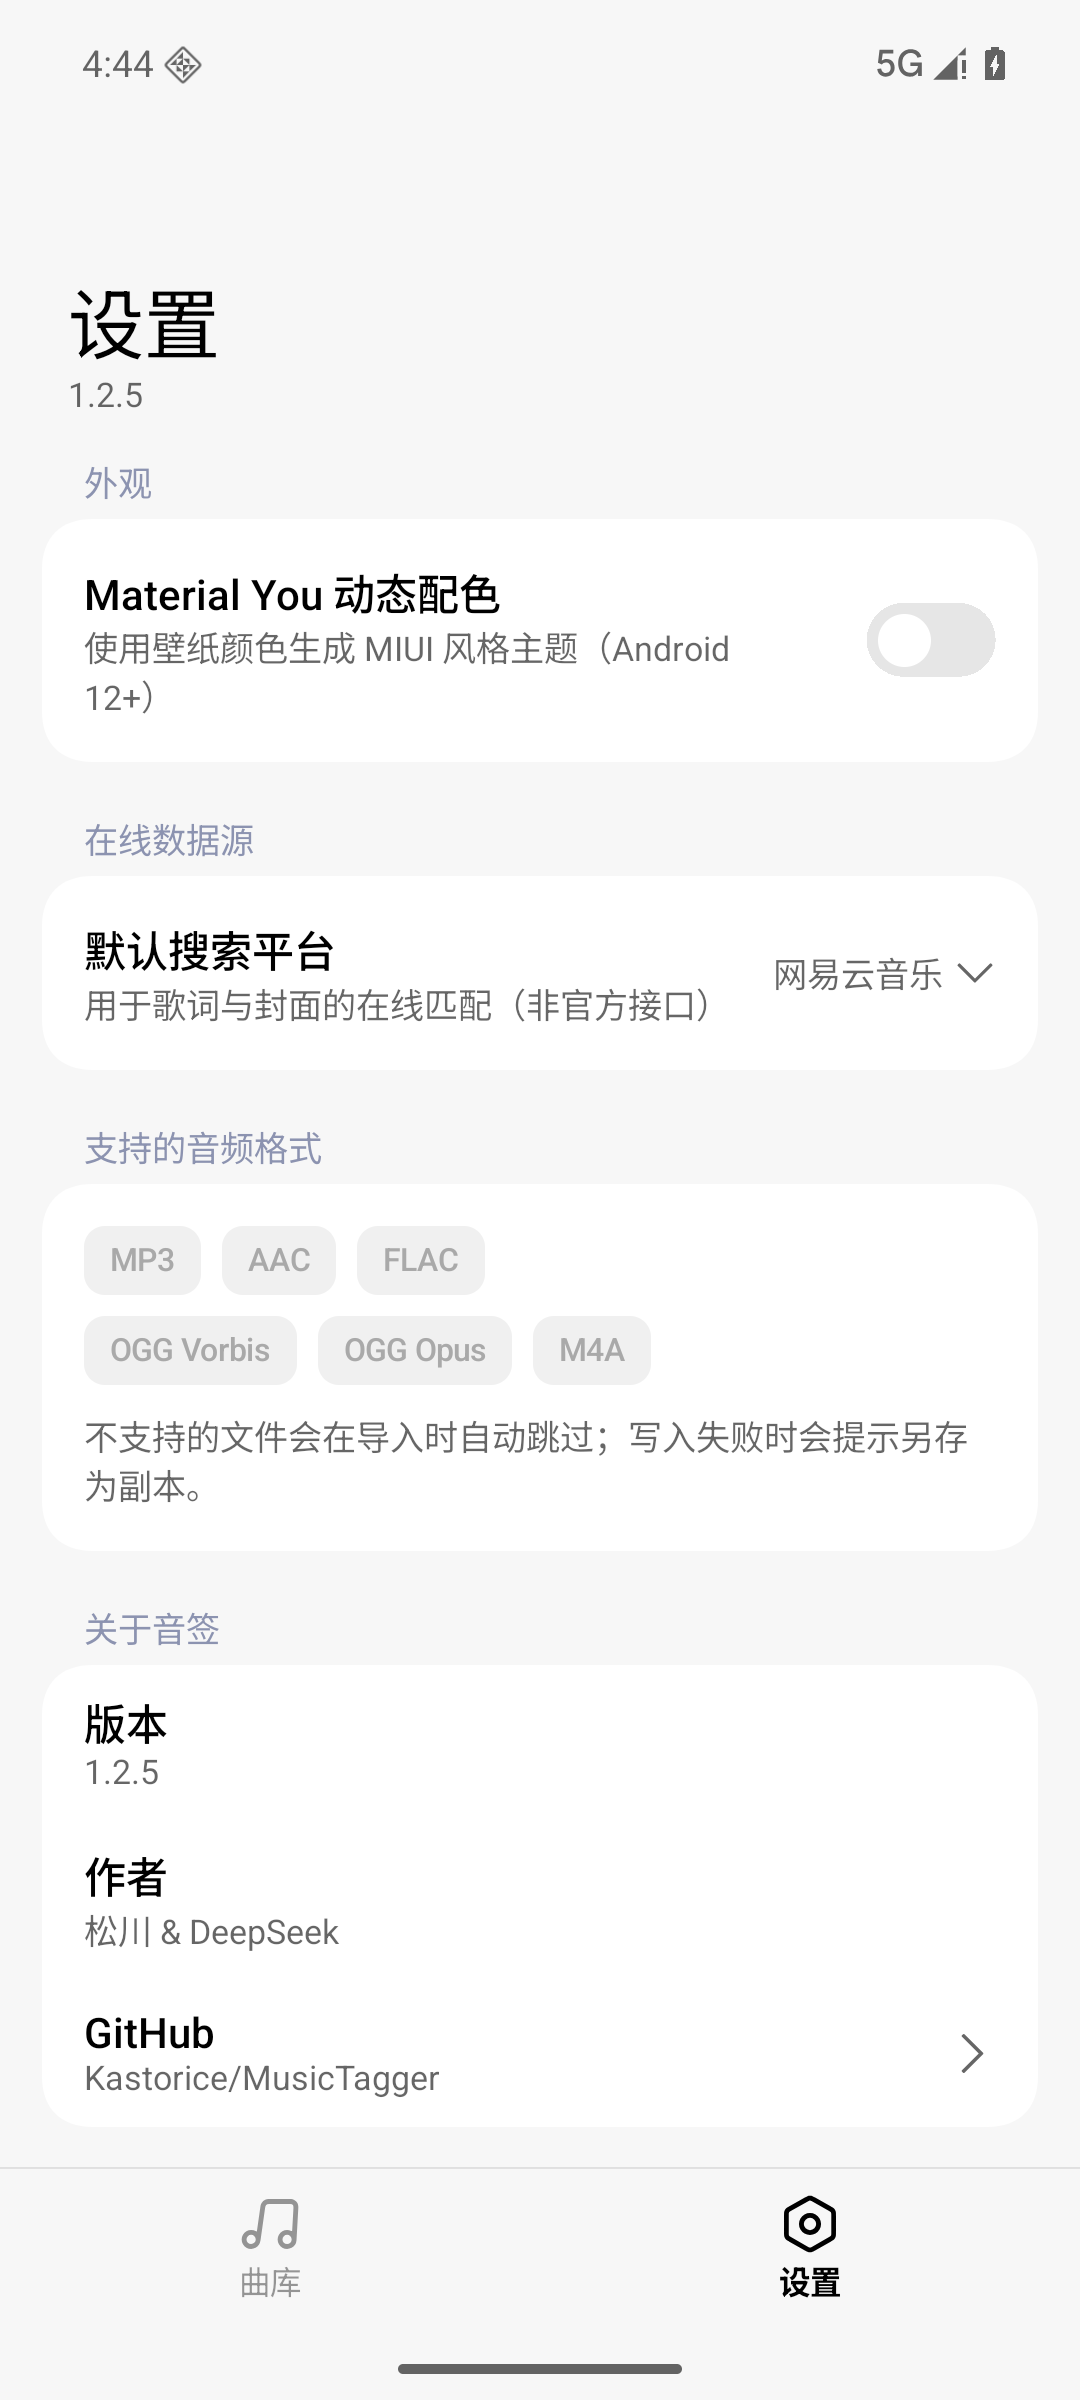 4:44
5G
设置
1.2.5
外观
Material You 动态配色
使用壁纸颜色生成 MIUI 风格主题（Android
12+）
在线数据源
默认搜索平台
用于歌词与封面的在线匹配（非官方接口）
网易云音乐
支持的音频格式
MP3 AAC FLAC
OGG Vorbis OGG Opus M4A
不支持的文件会在导入时自动跳过；写入失败时会提示另存
为副本。
关于音签
版本
1.2.5
作者
松川 & DeepSeek
GitHub
Kastorice/MusicTagger
曲库
设置